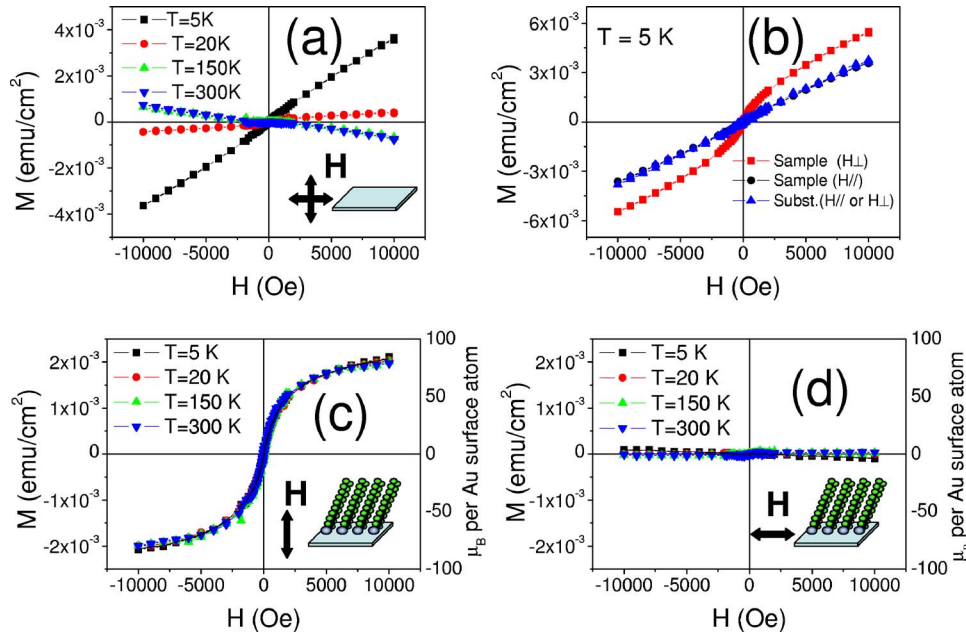 (a)
T=5K
T=20K
T=150K
T=300K
4x10⁻³
2x10⁻³
0
-2x10⁻³
-4x10⁻³
M (emu/cm²)
H
-10000 -5000 0 5000 10000
H (Oe)
(b)
T = 5 K
6x10⁻³
3x10⁻³
0
-3x10⁻³
-6x10⁻³
M (emu/cm²)
Sample (H⊥)
Sample (H//)
Subst.(H// or H⊥)
-10000 -5000 0 5000 10000
H (Oe)
(c)
T=5 K
T=20 K
T=150 K
T=300 K
2x10⁻³
1x10⁻³
0
-1x10⁻³
-2x10⁻³
M (emu/cm²)
H
100
50
0
-50
-100
μB per Au surface atom
-10000 -5000 0 5000 10000
H (Oe)
(d)
T=5 K
T=20 K
T=150 K
T=300 K
2x10⁻³
1x10⁻³
0
-1x10⁻³
-2x10⁻³
M (emu/cm²)
H
100
50
0
-50
-100
per Au surface atom
-10000 -5000 0 5000 10000
H (Oe)